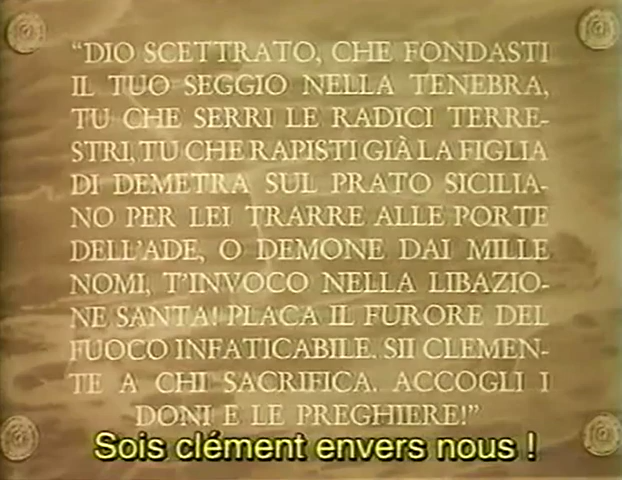 "DIO SCETTRATO, CHE FONDASTI
IL TUO SEGGIO NELLA TENEBRA,
TU CHE SERRI LE RADICI TERRE-
STRI, TU CHE RAPISTI GIÀ LA FIGLIA
DI DEMETRA SUL PRATO SICILIA-
NO PER LEI TRARRE ALLE PORTE
DELL'ADE, O DEMONE DAI MILLE
NOMI, T'INVOCO NELLA LIBAZIO-
NE SANTA! PLACA IL FURORE DEL
FUOCO INFATICABILE. SII CLEMEN-
TE A CHI SACRIFICA. ACCOGLI I
DONI E LE PREGHIERE!"
Sois clément envers nous !